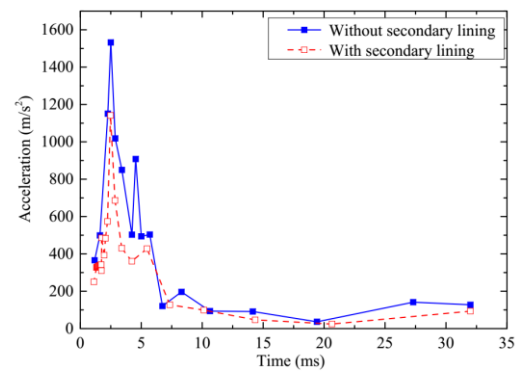 1600
1400
1200
1000
800
600
400
200
0
Acceleration (m/s²)
Without secondary lining
With secondary lining
0 5 10 15 20 25 30 35
Time (ms)